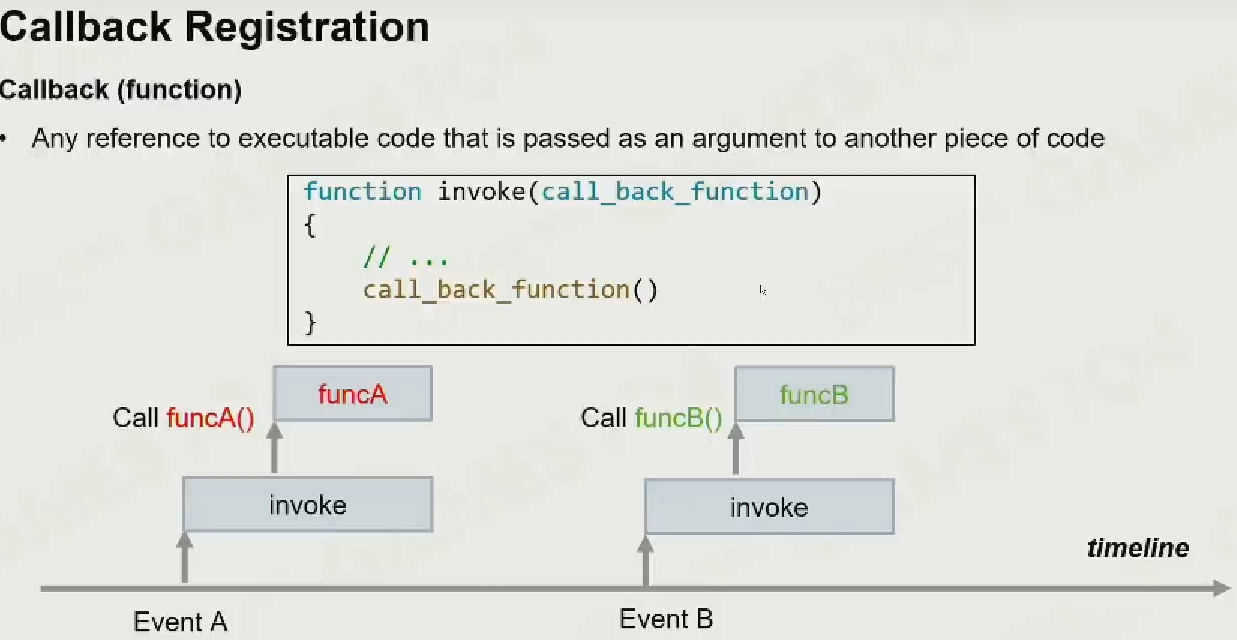 Callback Registration
Callback (function)
• Any reference to executable code that is passed as an argument to another piece of code
function invoke(call_back_function)
{
// ...
call_back_function()
}
funcA
Call funcA()
invoke
Event A
funcB
Call funcB()
invoke
Event B
timeline